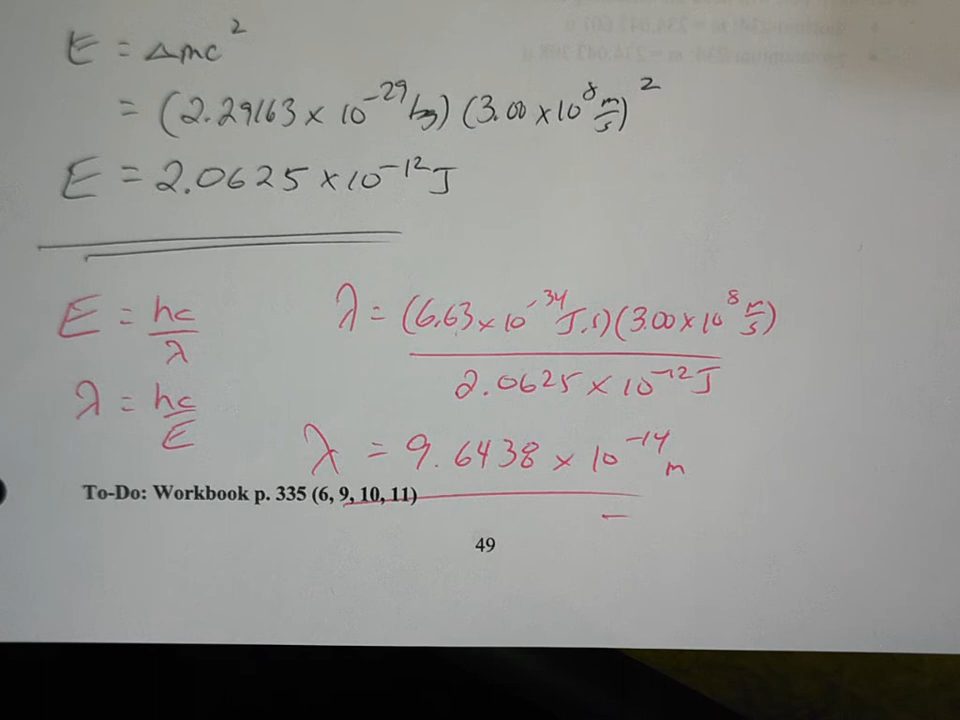 E = Δmc²
= (2.29163 x 10⁻²⁹ kg) (3.00 x 10⁸ m/s)²
E = 2.0625 x 10⁻¹² J
E = hc/λ
λ = (6.63 x 10⁻³⁴ J.s)(3.00 x 10⁸ m/s)
2.0625 x 10⁻¹² J
λ = hc/E
λ = 9.6438 x 10⁻¹⁴ m
To-Do: Workbook p. 335 (6, 9, 10, 11)
49